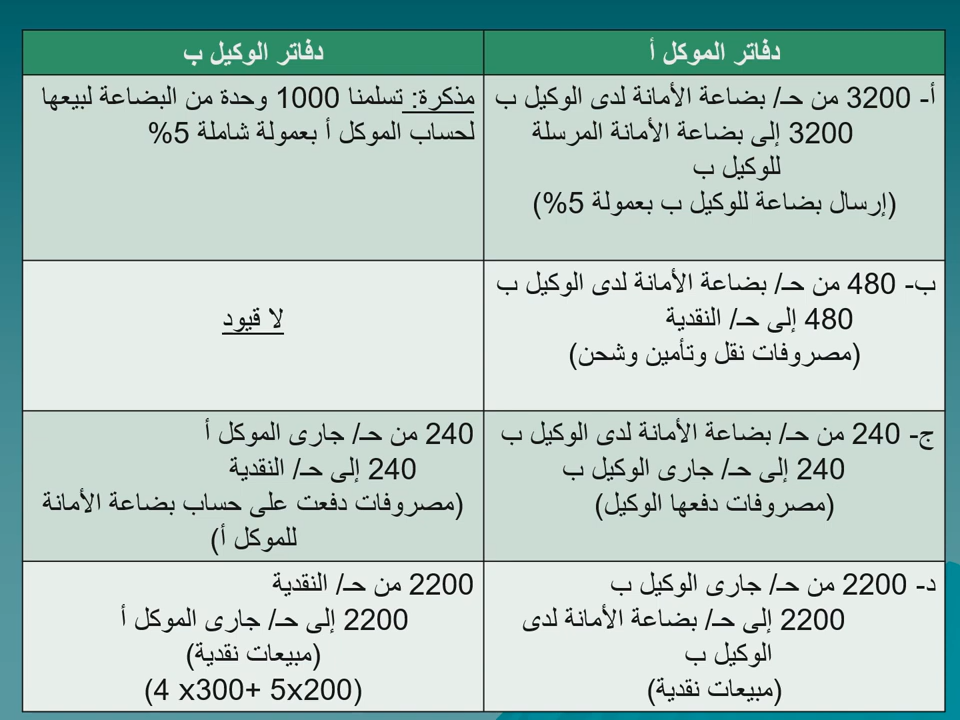 دفاتر الموكل أ
دفاتر الوكيل ب
أ- 3200 من حـ/ بضاعة الأمانة لدى الوكيل ب
3200 إلى بضاعة الأمانة المرسلة
للوكيل ب
(إرسال بضاعة للوكيل ب بعمولة 5%)
مذكرة: تسلمنا 1000 وحدة من البضاعة لبيعها
لحساب الموكل أ بعمولة شاملة 5%
ب- 480 من حـ/ بضاعة الأمانة لدى الوكيل ب
480 إلى حـ/ النقدية
(مصروفات نقل وتأمين وشحن)
لا قيود
ج- 240 من حـ/ بضاعة الأمانة لدى الوكيل ب
240 إلى حـ/ جارى الوكيل ب
(مصروفات دفعها الوكيل)
240 من حـ/ جارى الموكل أ
240 إلى حـ/ النقدية
(مصروفات دفعت على حساب بضاعة الأمانة
للموكل أ)
د- 2200 من حـ/ جارى الوكيل ب
2200 إلى حـ/ بضاعة الأمانة لدى
الوكيل ب
(مبيعات نقدية)
2200 من حـ/ النقدية
2200 إلى حـ/ جارى الموكل أ
(مبيعات نقدية)
(4 x300+ 5x200)